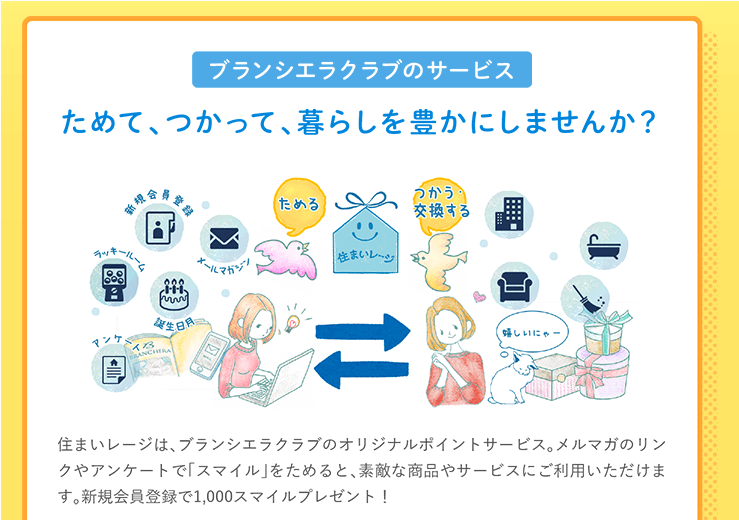 ブランシエラクラブのサービス
ためて、つかって、暮らしを豊かにしませんか？
ためる
つかう・
交換する
新規会員登録
住まいレージ
メールマガジン
ラッキールーム
誕生日月
アンケート
嬉しいにゃー
住まいレージは、ブランシエラクラブのオリジナルポイントサービス。メルマガのリン
クやアンケートで「スマイル」をためると、素敵な商品やサービスにご利用いただけま
す。新規会員登録で1,000スマイルプレゼント！